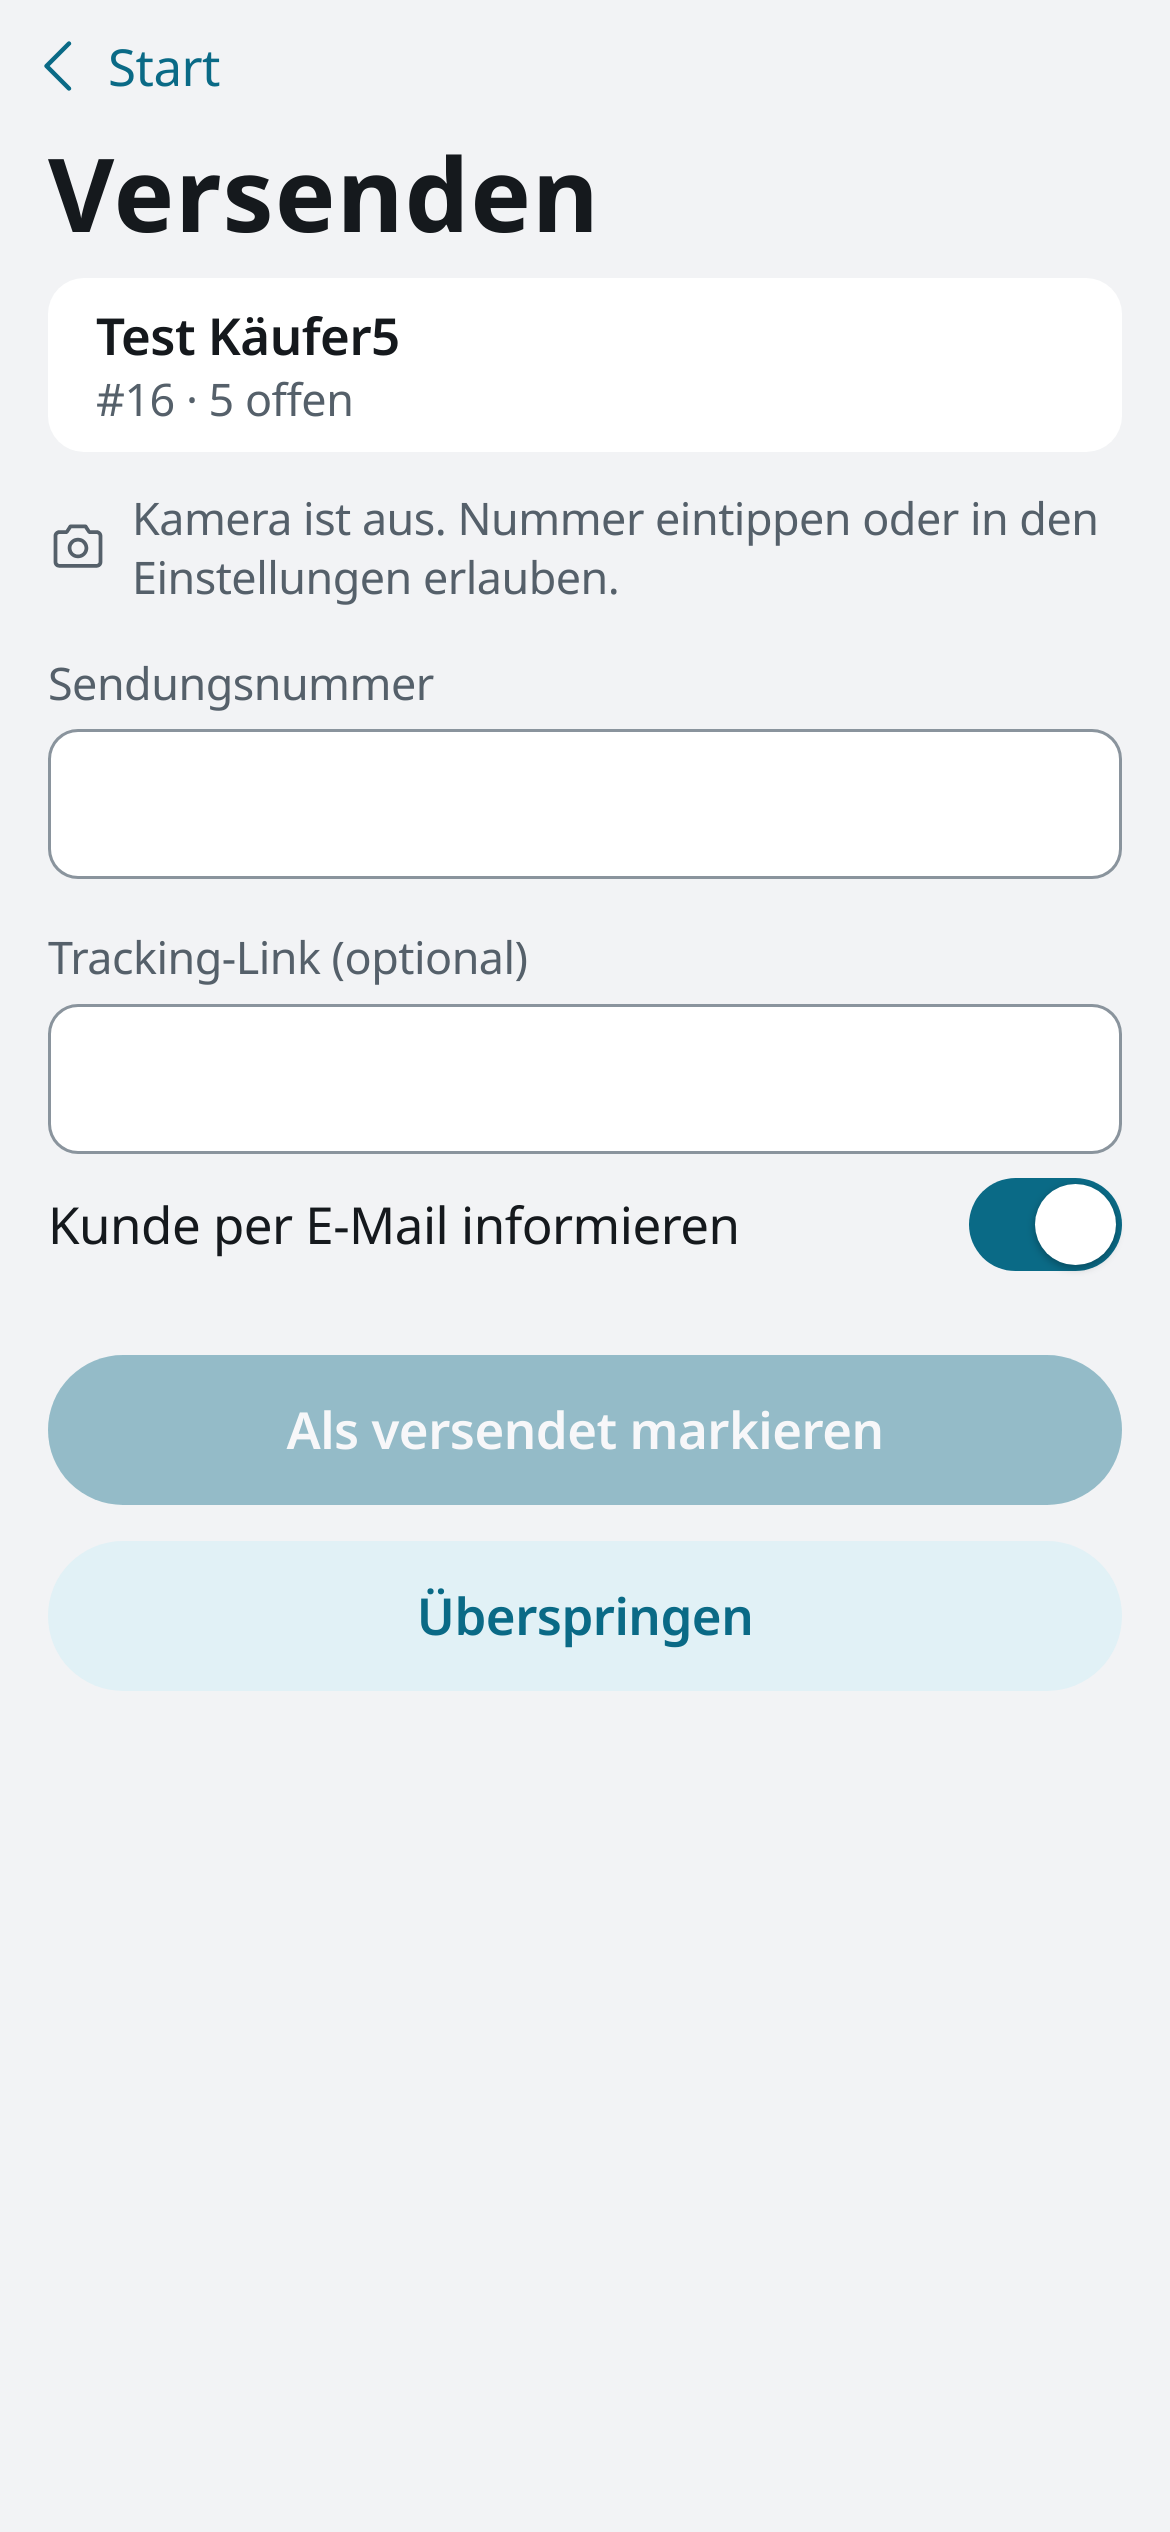 Start
Versenden
Test Käufer5
#16 · 5 offen
Kamera ist aus. Nummer eintippen oder in den
Einstellungen erlauben.
Sendungsnummer
Tracking-Link (optional)
Kunde per E-Mail informieren
Als versendet markieren
Überspringen